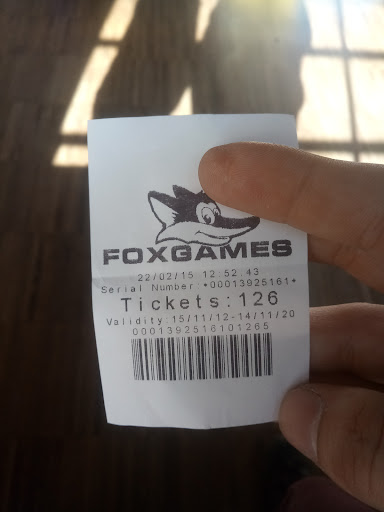 FOXGAMES
22/02/15 12:52.43
Serial Number:*00013925161*
Tickets:126
Validity:15/11/12-14/11/20
0001392516101265